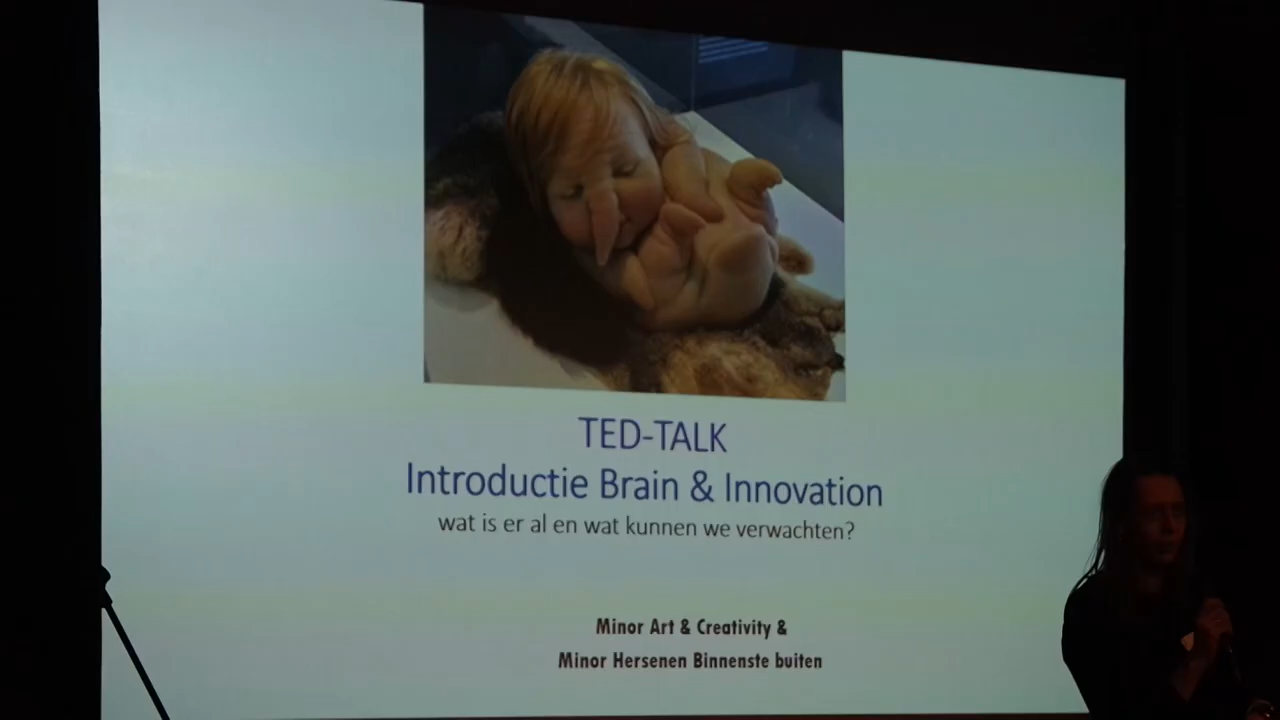 TED-TALK
Introductie Brain & Innovation
wat is er al en wat kunnen we verwachten?
Minor Art & Creativity &
Minor Hersenen Binnenste buiten